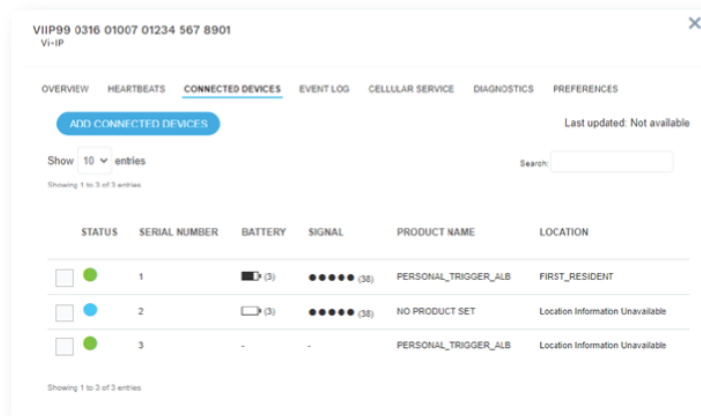 VIIP99 0316 01007 01234 567 8901
Vi-IP
OVERVIEW HEARTBEATS CONNECTED DEVICES EVENT LOG CELLULAR SERVICE DIAGNOSTICS PREFERENCES
ADD CONNECTED DEVICES Last updated: Not available
Show 10 entries Search:
Showing 1 to 3 of 3 entries
STATUS SERIAL NUMBER BATTERY SIGNAL PRODUCT NAME LOCATION
1 (3) (38) PERSONAL_TRIGGER_ALB FIRST_RESIDENT
2 (3) (38) NO PRODUCT SET Location Information Unavailable
3 - - PERSONAL_TRIGGER_ALB Location Information Unavailable
Showing 1 to 3 of 3 entries